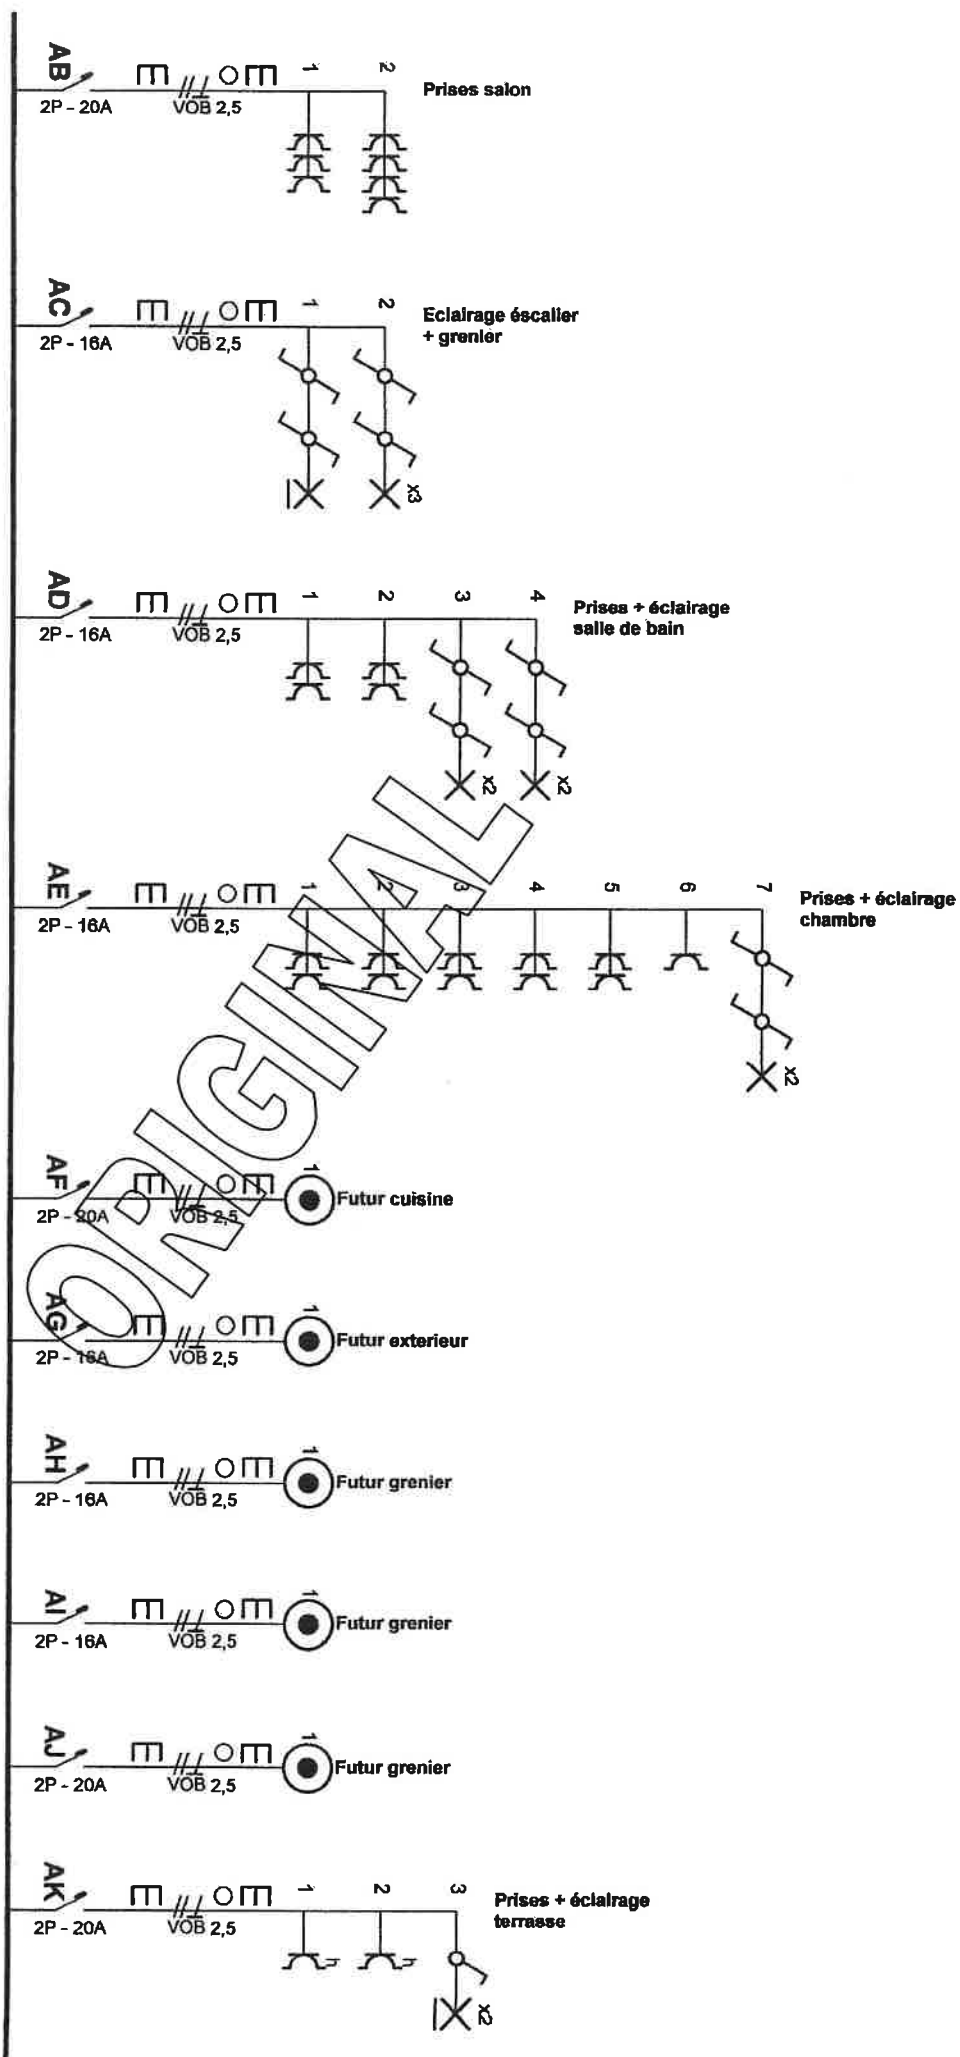 AB
1
2
Prises salon
2P - 20A
VOB 2,5
AC
1
2
Eclairage éscalier
+ grenier
2P - 16A
VOB 2,5
x3
AD
1
2
3
4
Prises + éclairage
salle de bain
2P - 16A
VOB 2,5
x2
x2
AE
1
2
3
4
5
6
7
Prises + éclairage
chambre
2P - 16A
VOB 2,5
x2
ORIGINAL
AF
1
Futur cuisine
2P - 20A
VOB 2,5
AG
1
Futur exterieur
2P - 16A
VOB 2,5
AH
1
Futur grenier
2P - 16A
VOB 2,5
AI
1
Futur grenier
2P - 16A
VOB 2,5
AJ
1
Futur grenier
2P - 20A
VOB 2,5
AK
1
2
3
Prises + éclairage
terrasse
2P - 20A
VOB 2,5
h
h
x2